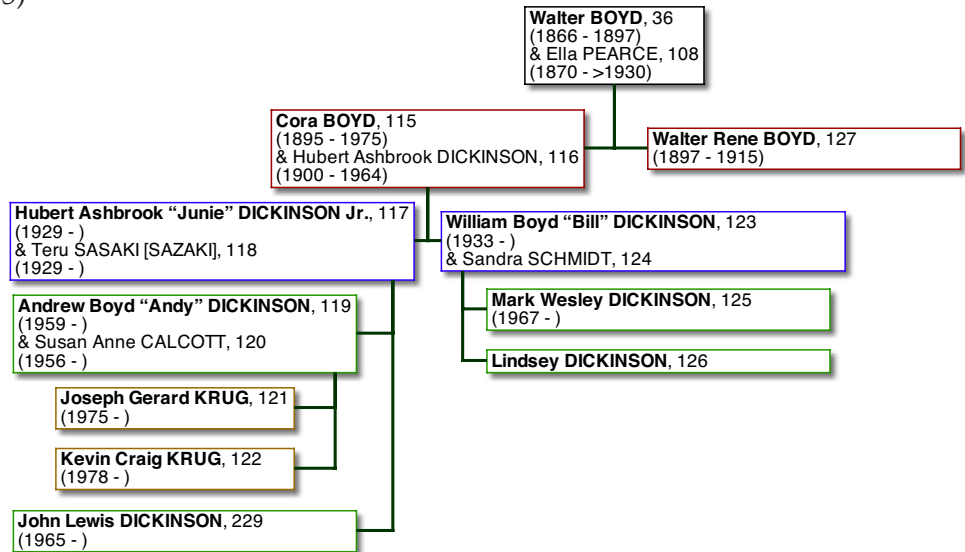 Walter BOYD, 36
(1866 - 1897)
& Ella PEARCE, 108
(1870 - >1930)
Cora BOYD, 115
(1895 - 1975)
& Hubert Ashbrook DICKINSON, 116
(1900 - 1964)
Walter Rene BOYD, 127
(1897 - 1915)
Hubert Ashbrook “Junie” DICKINSON Jr., 117
(1929 - )
& Teru SASAKI [SAZAKI], 118
(1929 - )
William Boyd “Bill” DICKINSON, 123
(1933 - )
& Sandra SCHMIDT, 124
Andrew Boyd “Andy” DICKINSON, 119
(1959 - )
& Susan Anne CALCOTT, 120
(1956 - )
Mark Wesley DICKINSON, 125
(1967 - )
Lindsey DICKINSON, 126
Joseph Gerard KRUG, 121
(1975 - )
Kevin Craig KRUG, 122
(1978 - )
John Lewis DICKINSON, 229
(1965 - )